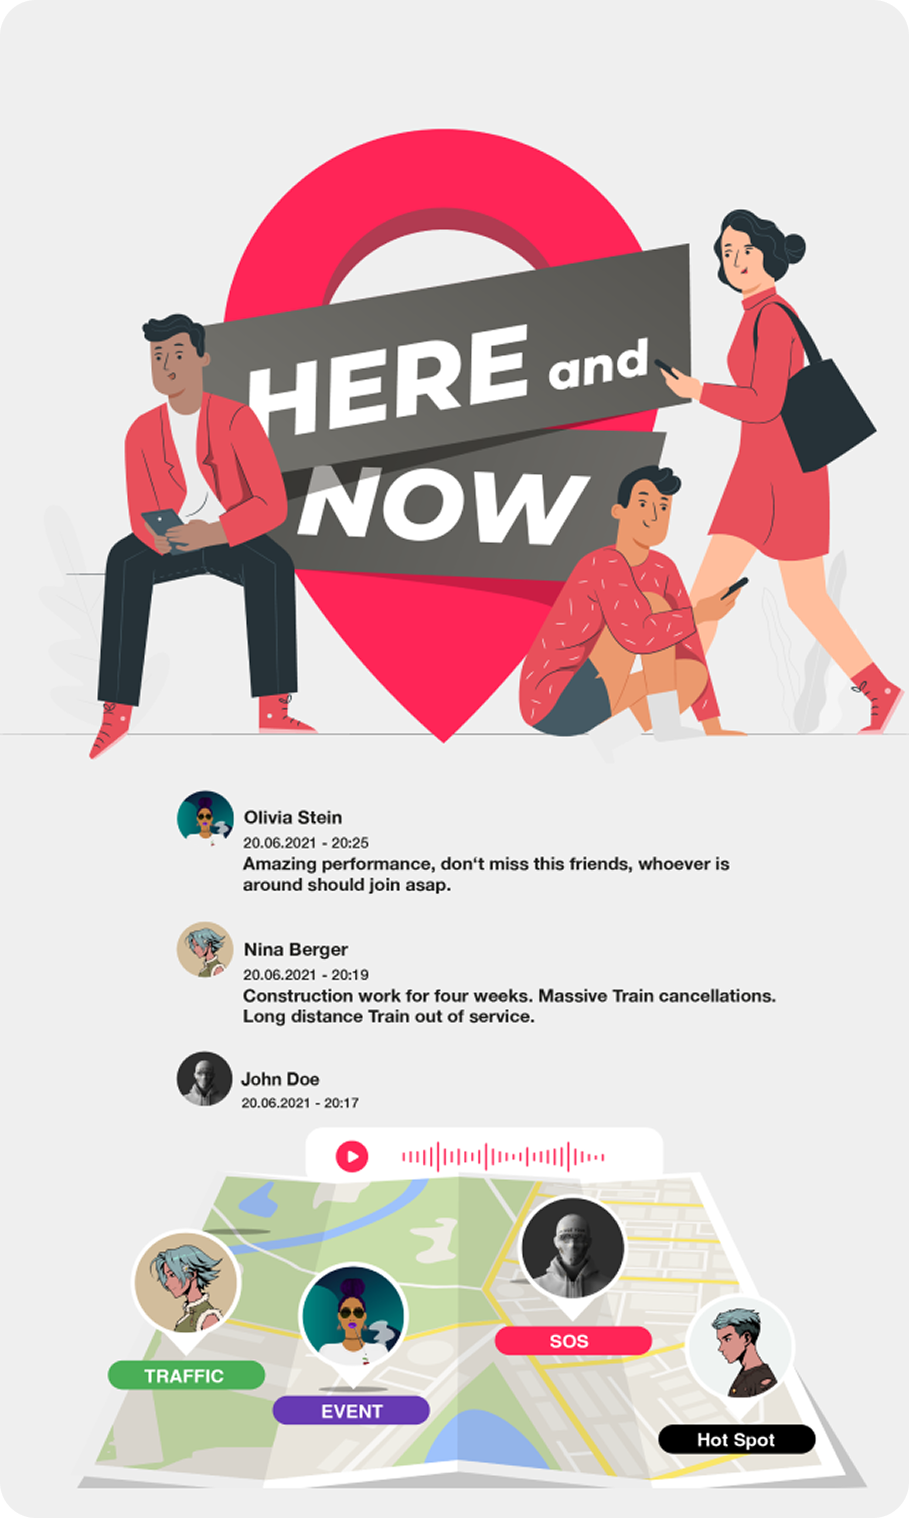 HERE and
NOW
Olivia Stein
20.06.2021 - 20:25
Amazing performance, don‘t miss this friends, whoever is
around should join asap.
Nina Berger
20.06.2021 - 20:19
Construction work for four weeks. Massive Train cancellations.
Long distance Train out of service.
John Doe
20.06.2021 - 20:17
SOS
TRAFFIC
EVENT
Hot Spot